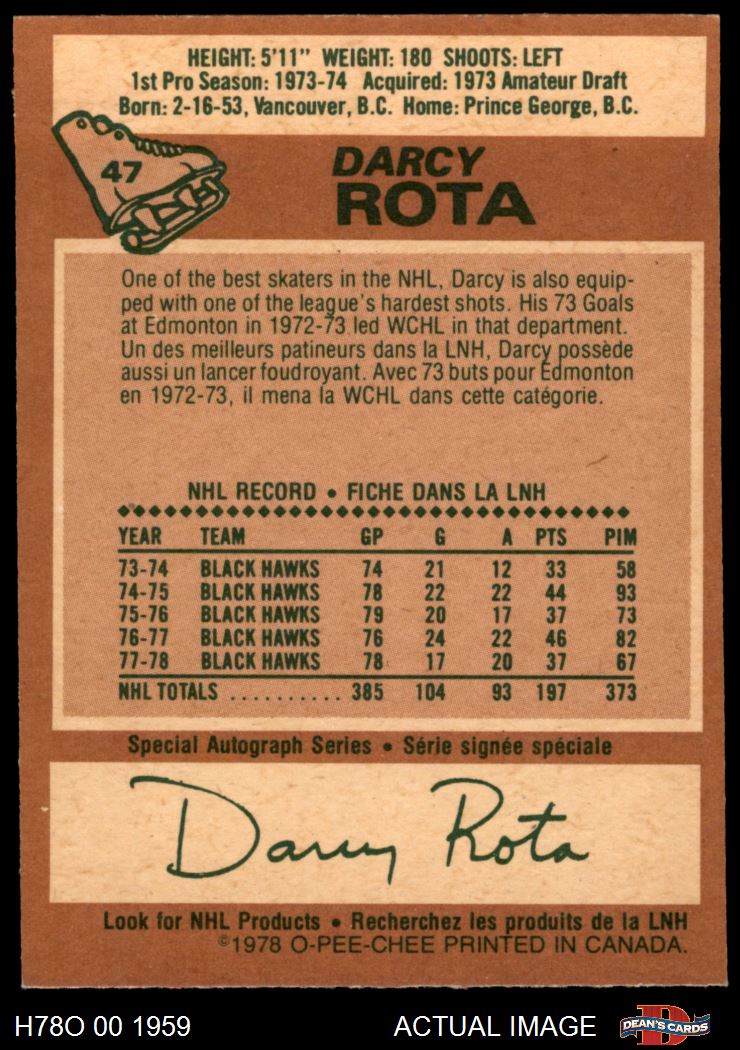 HEIGHT: 5'11" WEIGHT: 180 SHOOTS: LEFT
1st Pro Season: 1973-74 Acquired: 1973 Amateur Draft
Born: 2-16-53, Vancouver, B.C. Home: Prince George, B.C.
47
DARCY
ROTA
One of the best skaters in the NHL, Darcy is also equip-
ped with one of the league's hardest shots. His 73 Goals
at Edmonton in 1972-73 led WCHL in that department.
Un des meilleurs patineurs dans la LNH, Darcy possède
aussi un lancer foudroyant. Avec 73 buts pour Edmonton
en 1972-73, il mena la WCHL dans cette catégorie.
NHL RECORD • FICHE DANS LA LNH
YEAR TEAM GP G A PTS PIM
73-74 BLACK HAWKS 74 21 12 33 58
74-75 BLACK HAWKS 78 22 22 44 93
75-76 BLACK HAWKS 79 20 17 37 73
76-77 BLACK HAWKS 76 24 22 46 82
77-78 BLACK HAWKS 78 17 20 37 67
NHL TOTALS .......... 385 104 93 197 373
Special Autograph Series • Série signée spéciale
Darcy Rota
Look for NHL Products • Recherchez les produits de la LNH
©1978 O-PEE-CHEE PRINTED IN CANADA.
H78O 00 1959 ACTUAL IMAGE DEAN'S CARDS